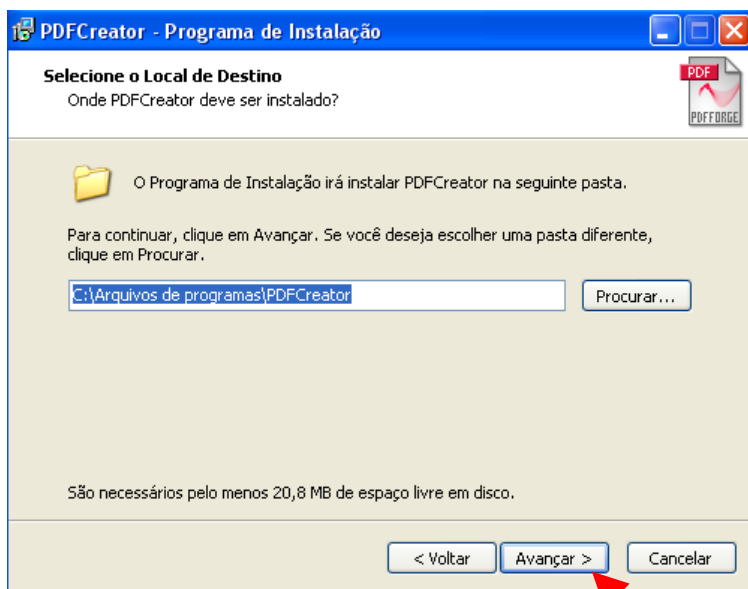 PDFCreator - Programa de Instalação
Selecione o Local de Destino
Onde PDFCreator deve ser instalado?
PDF
PDFFORGE
O Programa de Instalação irá instalar PDFCreator na seguinte pasta.
Para continuar, clique em Avançar. Se você deseja escolher uma pasta diferente,
clique em Procurar.
C:\Arquivos de programas\PDFCreator
Procurar...
São necessários pelo menos 20,8 MB de espaço livre em disco.
< Voltar
Avançar >
Cancelar